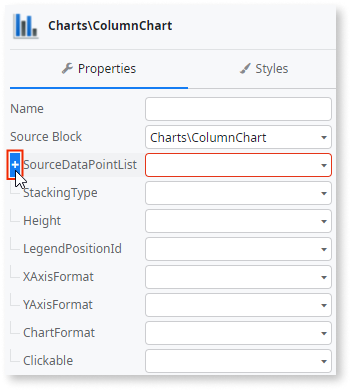 Charts\ColumnChart
Properties
Styles
Name
Source Block Charts\ColumnChart
SourceDataPointList
StackingType
Height
LegendPositionId
XAxisFormat
YAxisFormat
ChartFormat
Clickable